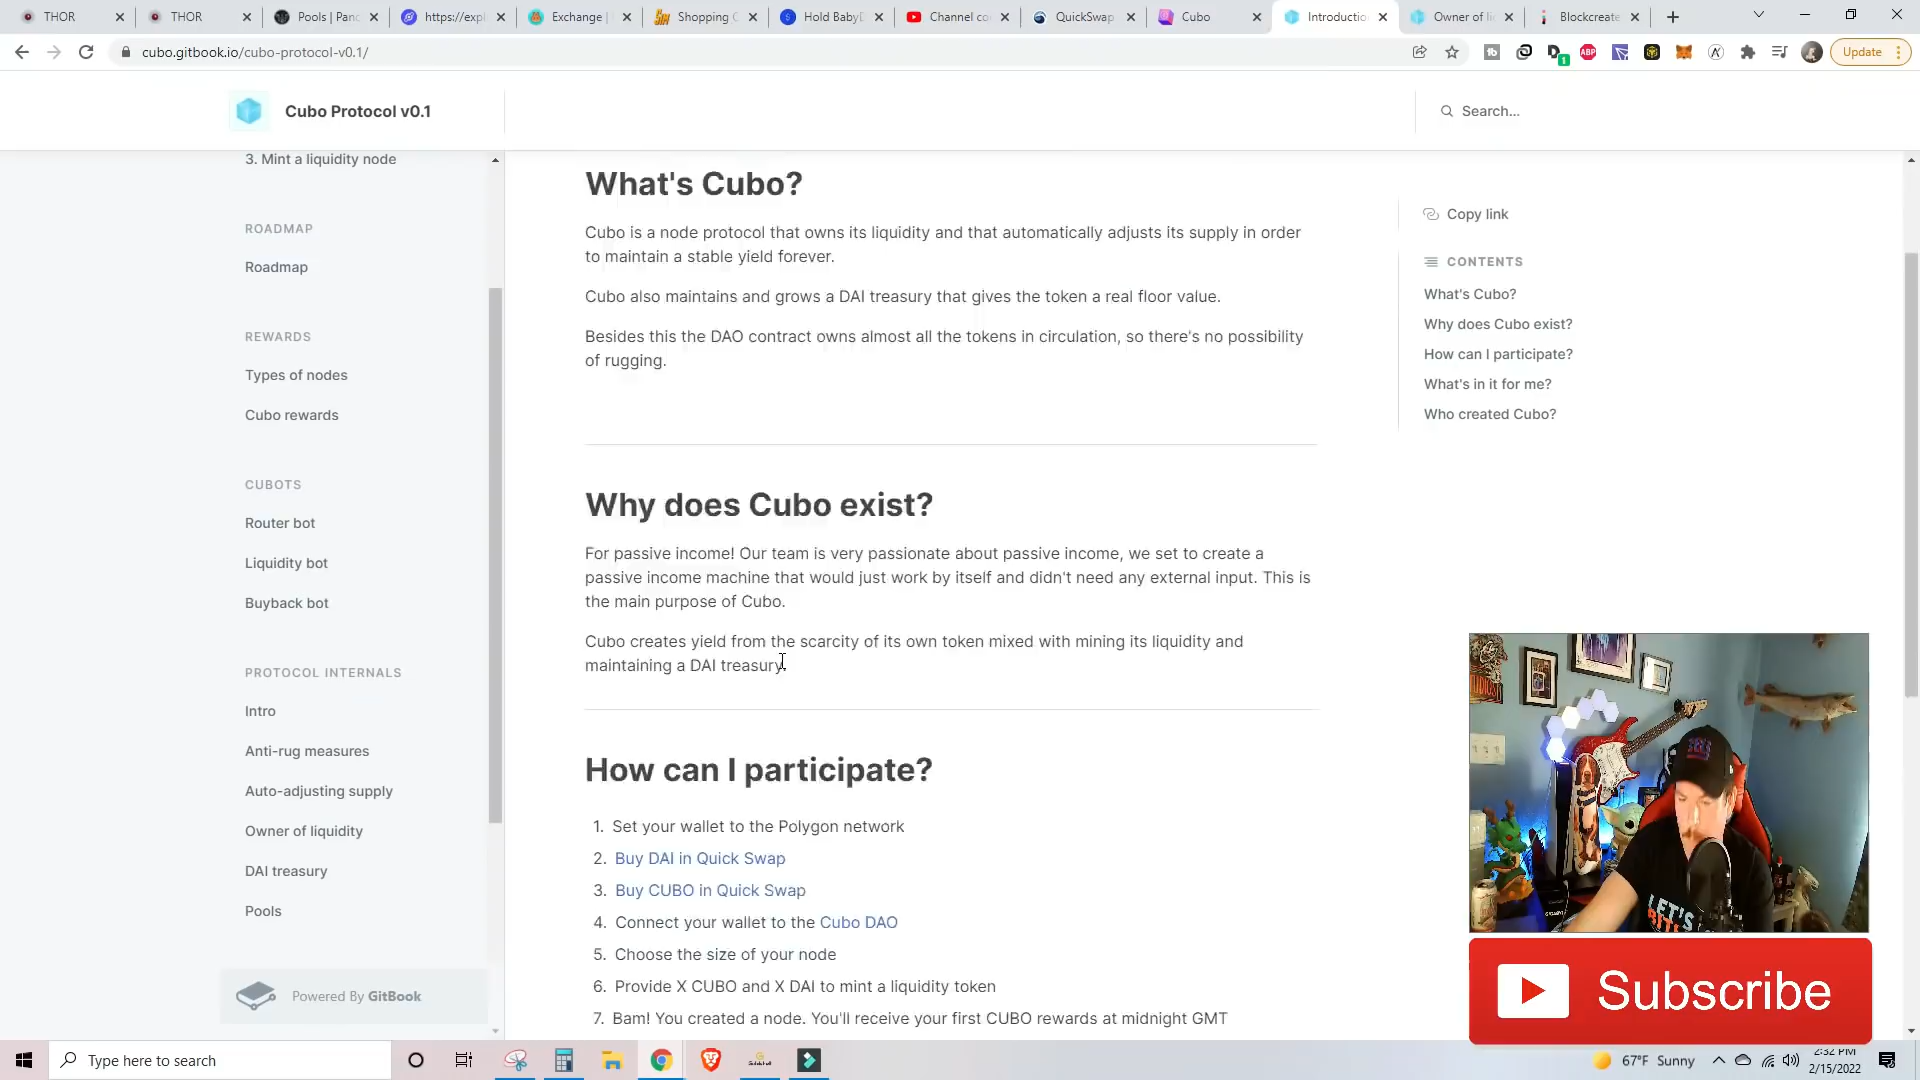 THOR
THOR
Pools | Panc
https://expl
Exchange |
Shopping C
Hold BabyD
Channel co
QuickSwap
Cubo
Introductio
Owner of li
Blockcreate
cubo.gitbook.io/cubo-protocol-v0.1/
Update
Cubo Protocol v0.1
Search...
3. Mint a liquidity node
ROADMAP
Roadmap
REWARDS
Types of nodes
Cubo rewards
CUBOTS
Router bot
Liquidity bot
Buyback bot
PROTOCOL INTERNALS
Intro
Anti-rug measures
Auto-adjusting supply
Owner of liquidity
DAI treasury
Pools
Powered By GitBook
What's Cubo?
Cubo is a node protocol that owns its liquidity and that automatically adjusts its supply in order
to maintain a stable yield forever.
Cubo also maintains and grows a DAI treasury that gives the token a real floor value.
Besides this the DAO contract owns almost all the tokens in circulation, so there's no possibility
of rugging.
Why does Cubo exist?
For passive income! Our team is very passionate about passive income, we set to create a
passive income machine that would just work by itself and didn't need any external input. This is
the main purpose of Cubo.
Cubo creates yield from the scarcity of its own token mixed with mining its liquidity and
maintaining a DAI treasury.
How can I participate?
1. Set your wallet to the Polygon network
2. Buy DAI in Quick Swap
3. Buy CUBO in Quick Swap
4. Connect your wallet to the Cubo DAO
5. Choose the size of your node
6. Provide X CUBO and X DAI to mint a liquidity token
7. Bam! You created a node. You'll receive your first CUBO rewards at midnight GMT
Copy link
CONTENTS
What's Cubo?
Why does Cubo exist?
How can I participate?
What's in it for me?
Who created Cubo?
LET'S
Subscribe
Type here to search
67°F Sunny
2:32 PM
2/15/2022